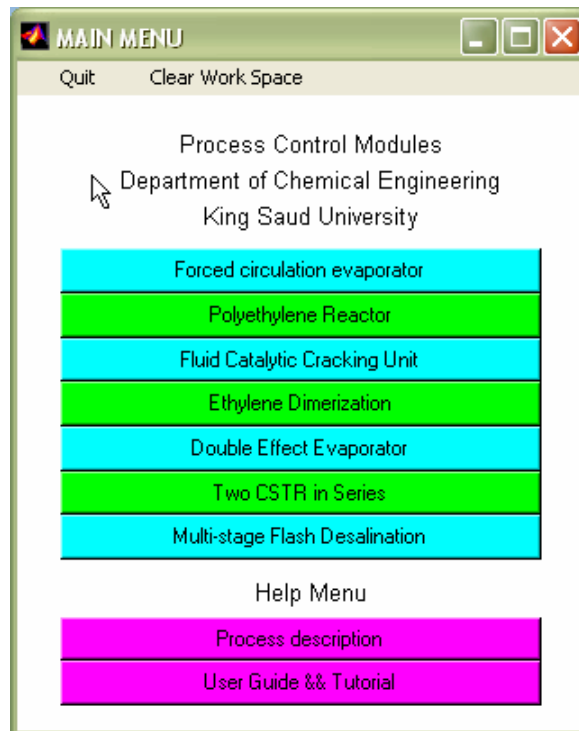 MAIN MENU
Quit Clear Work Space
Process Control Modules
Department of Chemical Engineering
King Saud University
Forced circulation evaporator
Polyethylene Reactor
Fluid Catalytic Cracking Unit
Ethylene Dimerization
Double Effect Evaporator
Two CSTR in Series
Multi-stage Flash Desalination
Help Menu
Process description
User Guide && Tutorial